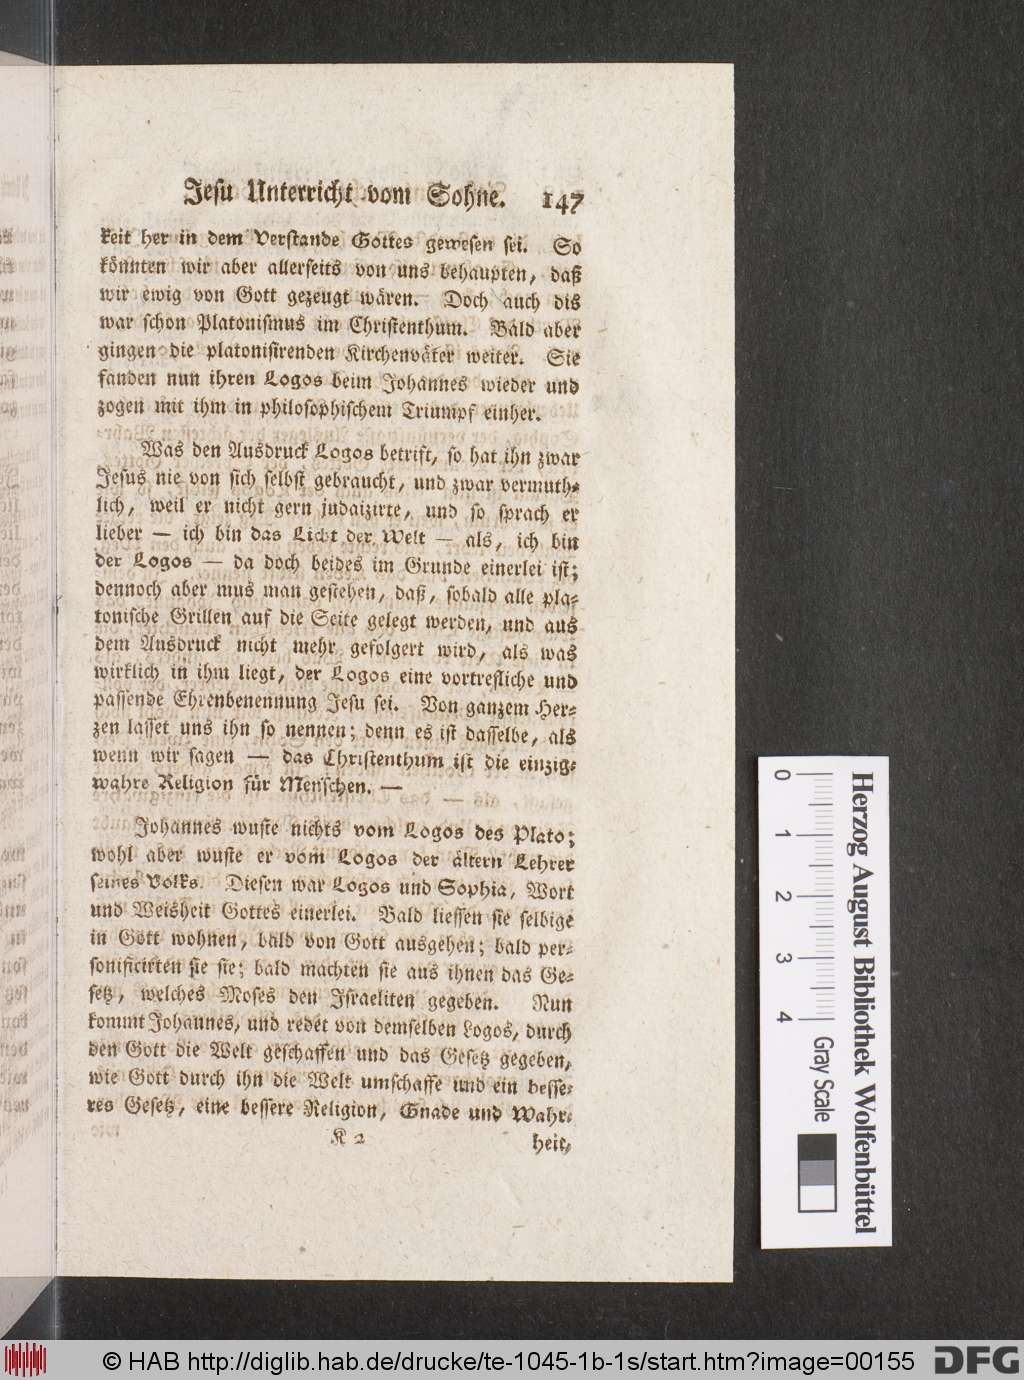 Jesu Unterricht vom Sohne. 147
keit her in dem Verstande Gottes gewesen sei. So
könnten wir aber allerseits von uns behaupten, daß
wir ewig von Gott gezeugt wären. Doch auch dis
war schon Platonismus im Christenthum. Bald aber
gingen die platonisirenden Kirchenväter weiter. Sie
fanden nun ihren Logos beim Johannes wieder und
zogen mit ihm in philosophischem Triumpf einher.
Was den Ausdruck Logos betrift, so hat ihn zwar
Jesus nie von sich selbst gebraucht, und zwar vermuth-
lich, weil er nicht gern judaizirte, und so sprach er
lieber — ich bin das Licht der Welt — als, ich bin
der Logos — da doch beides im Grunde einerlei ist;
dennoch aber mus man gestehen, daß, sobald alle pla-
tonische Grillen auf die Seite gelegt werden, und aus
dem Ausdruck nicht mehr gefolgert wird, als was
wirklich in ihm liegt, der Logos eine vortrefliche und
passende Ehrenbenennung Jesu sei. Von ganzem Her-
zen lasset uns ihn so nennen; denn es ist dasselbe, als
wenn wir sagen — das Christenthum ist die einzig-
wahre Religion für Menschen. —
Johannes wuste nichts vom Logos des Plato;
wohl aber wuste er vom Logos der ältern Lehrer
seines Volks. Diesen war Logos und Sophia, Wort
und Weisheit Gottes einerlei. Bald liessen sie selbige
in Gott wohnen, bald von Gott ausgehen; bald per-
sonificirten sie sie; bald machten sie aus ihnen das Ge-
setz, welches Moses den Israeliten gegeben. Nun
kommt Johannes, und redet von demselben Logos, durch
den Gott die Welt geschaffen und das Gesetz gegeben,
wie Gott durch ihn die Welt umschaffe und ein besse-
res Gesetz, eine bessere Religion, Gnade und Wahr-
K 2 heit,
0 1 2 3 4 Gray Scale
Herzog August Bibliothek Wolfenbüttel
© HAB http://diglib.hab.de/drucke/te-1045-1b-1s/start.htm?image=00155 DFG